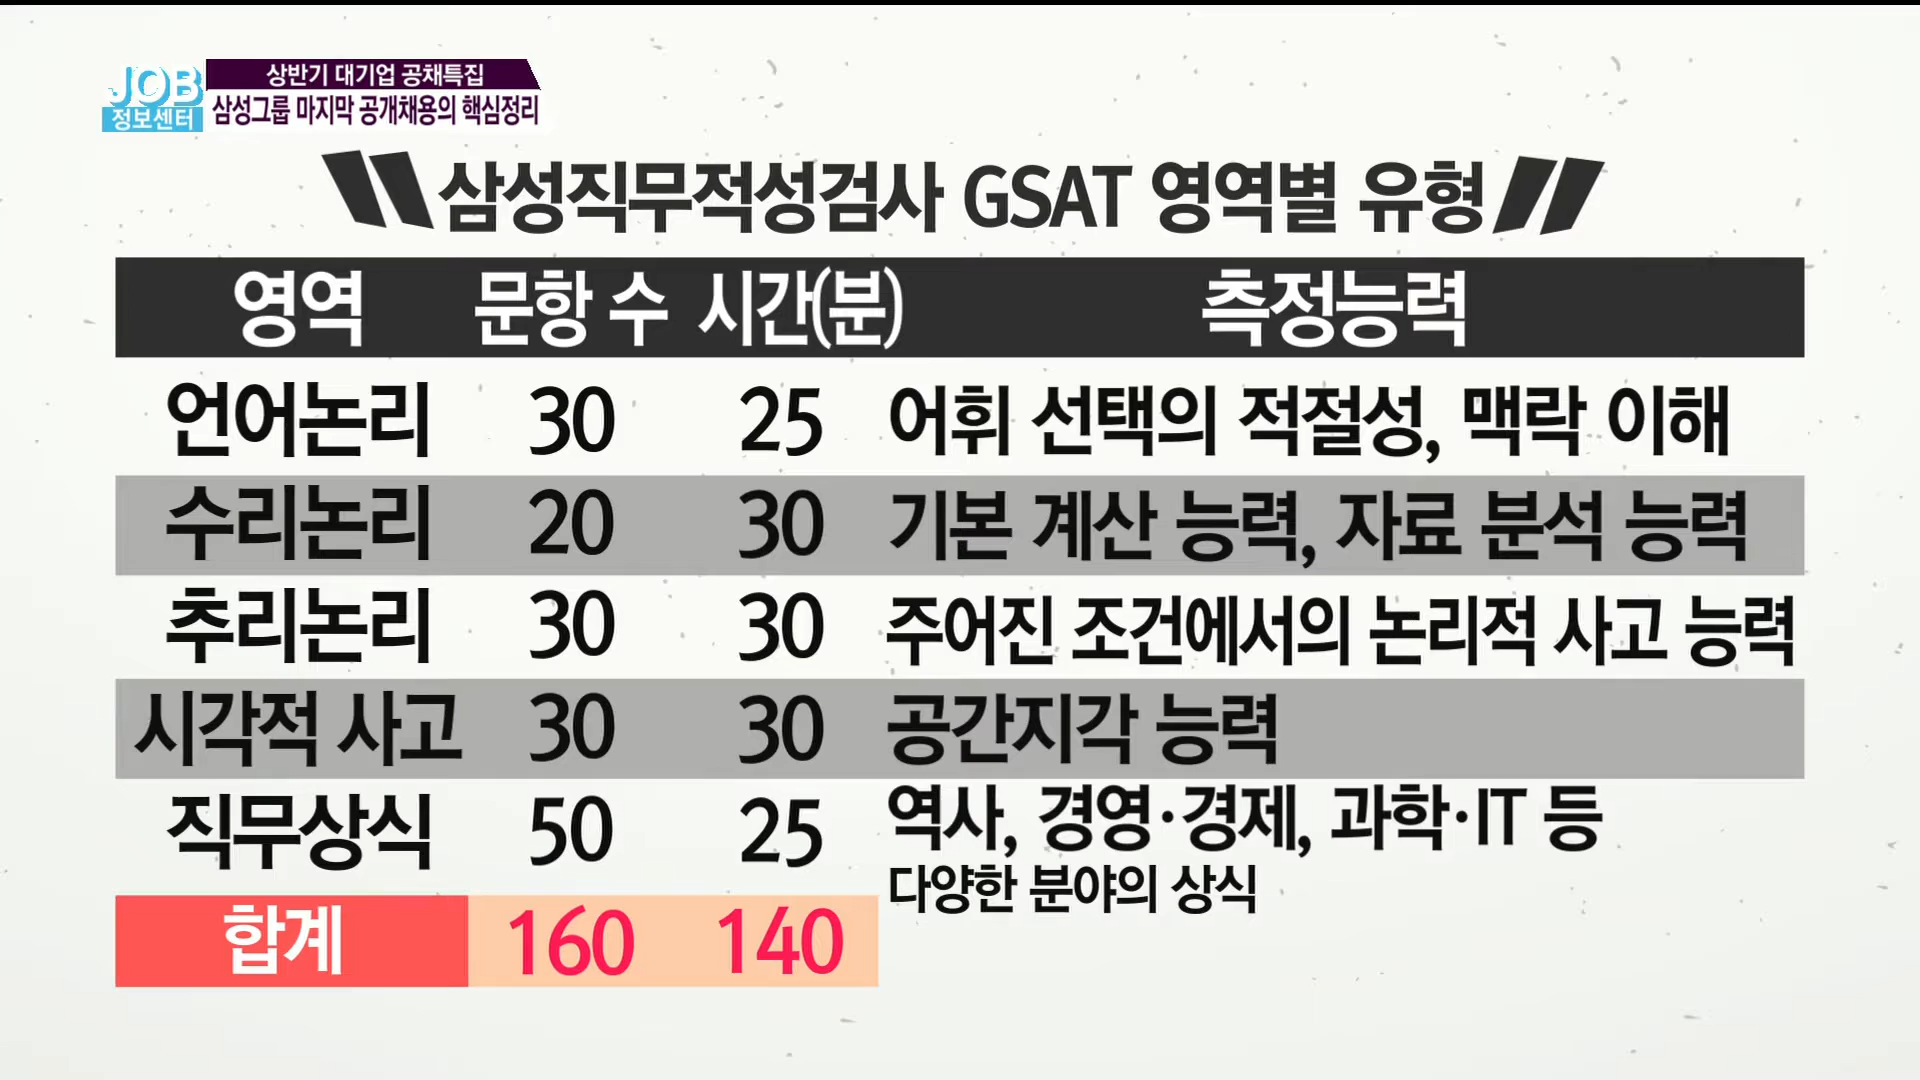 JOB
정보센터
상반기 대기업 공채특집
삼성그룹 마지막 공개채용의 핵심정리
삼성직무적성검사 GSAT 영역별 유형
영역 문항 수 시간(분) 측정능력
언어논리 30 25 어휘 선택의 적절성, 맥락 이해
수리논리 20 30 기본 계산 능력, 자료 분석 능력
추리논리 30 30 주어진 조건에서의 논리적 사고 능력
시각적 사고 30 30 공간지각 능력
직무상식 50 25 역사, 경영·경제, 과학·IT 등
다양한 분야의 상식
합계 160 140